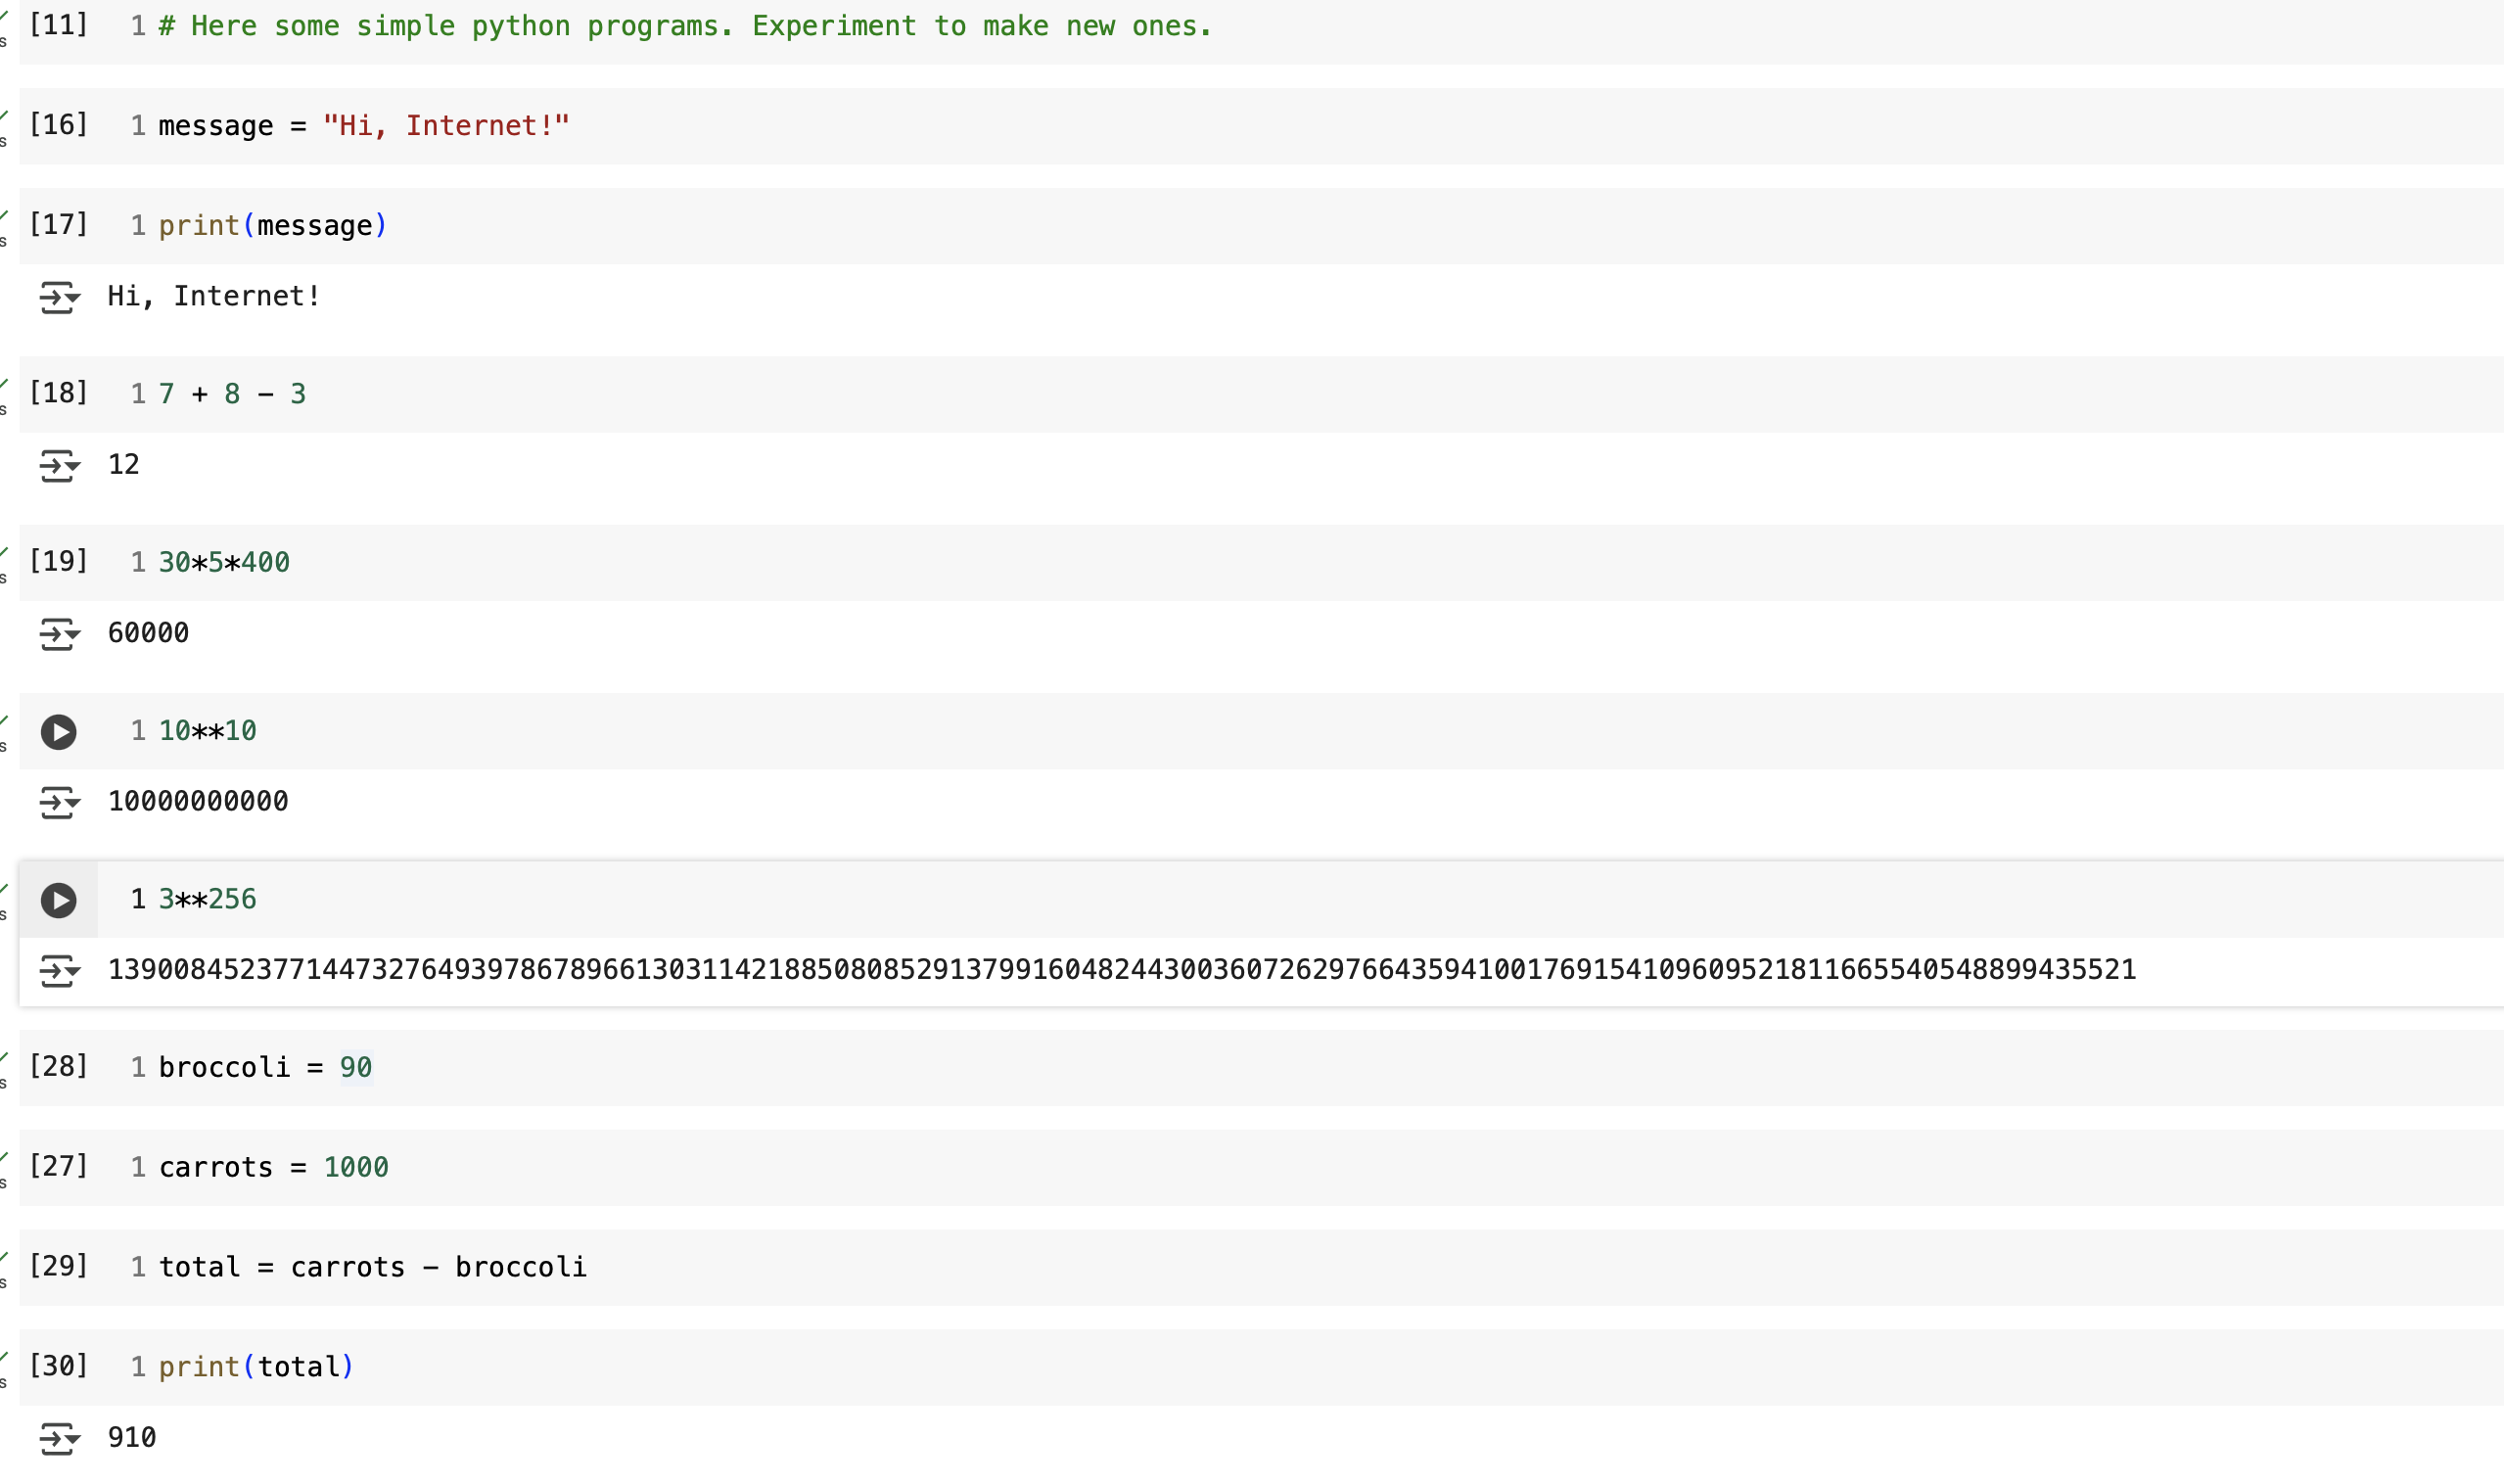 [11] 1 # Here some simple python programs. Experiment to make new ones.
s
[16] 1 message = "Hi, Internet!"
s
[17] 1 print(message)
s
Hi, Internet!
[18] 1 7 + 8 - 3
s
12
[19] 1 30*5*400
s
60000
1 10**10
s
10000000000
1 3**256
s
139008452377144732764939786789661303114218850808529137991604824430036072629766435941001769154109609521811665540548899435521
[28] 1 broccoli = 90
s
[27] 1 carrots = 1000
s
[29] 1 total = carrots - broccoli
s
[30] 1 print(total)
s
910